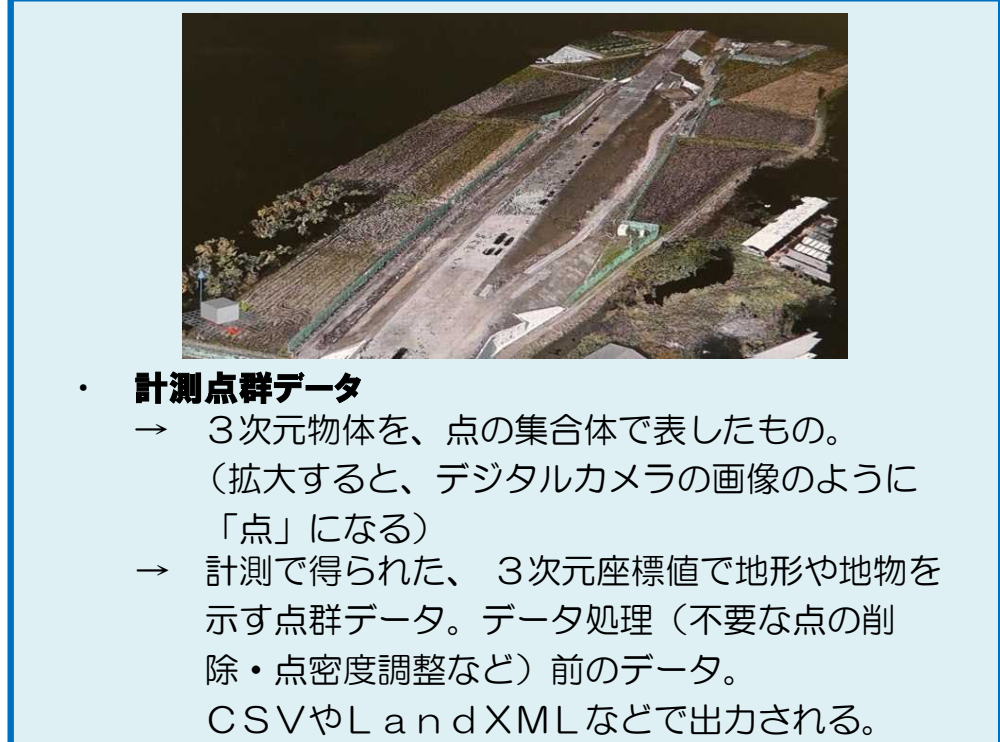 ・ 計測点群データ
→ ３次元物体を、点の集合体で表したもの。
（拡大すると、デジタルカメラの画像のように
「点」になる）
→ 計測で得られた、 ３次元座標値で地形や地物を
示す点群データ。データ処理（不要な点の削
除・点密度調整など）前のデータ。
ＣＳＶやＬａｎｄＸＭＬなどで出力される。